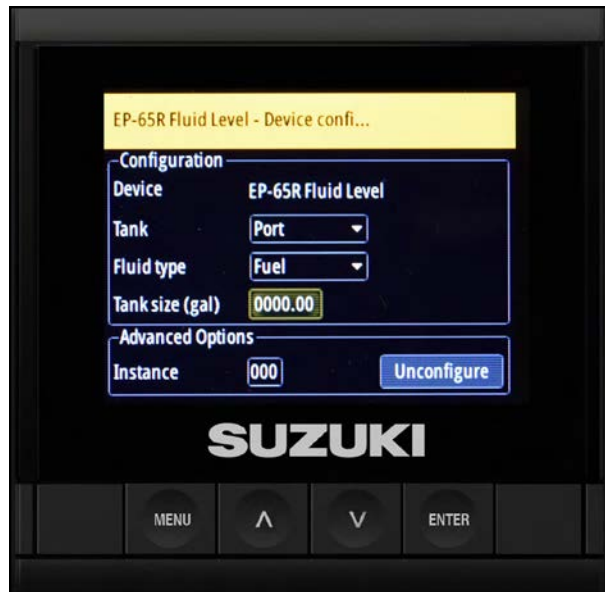 EP-65R Fluid Level - Device confi...
Configuration
Device EP-65R Fluid Level
Tank Port
Fluid type Fuel
Tank size (gal) 0000.00
Advanced Options
Instance 000 Unconfigure
SUZUKI
MENU ∧ ∨ ENTER